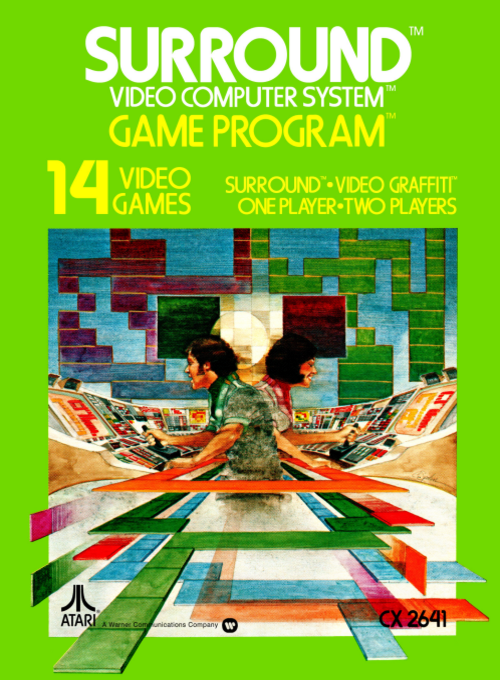 SURROUND™
VIDEO COMPUTER SYSTEM™
GAME PROGRAM™
14 VIDEO GAMES
SURROUND™•VIDEO GRAFFITI™
ONE PLAYER•TWO PLAYERS
ATARI®
A Warner Communications Company
CX 2641